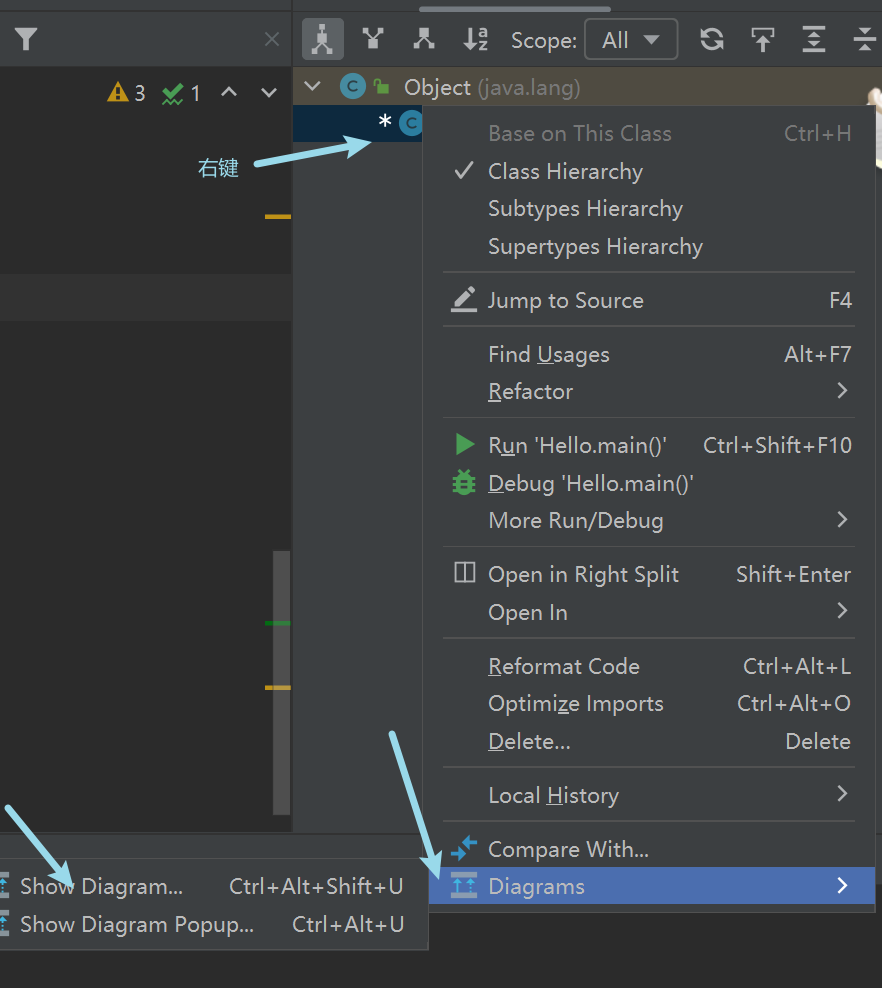 Scope: All
3 1
Object (java.lang)
* C
右键
Base on This Class Ctrl+H
Class Hierarchy
Subtypes Hierarchy
Supertypes Hierarchy
Jump to Source F4
Find Usages Alt+F7
Refactor
Run 'Hello.main()' Ctrl+Shift+F10
Debug 'Hello.main()'
More Run/Debug
Open in Right Split Shift+Enter
Open In
Reformat Code Ctrl+Alt+L
Optimize Imports Ctrl+Alt+O
Delete... Delete
Local History
Compare With...
Diagrams
Show Diagram... Ctrl+Alt+Shift+U
Show Diagram Popup... Ctrl+Alt+U